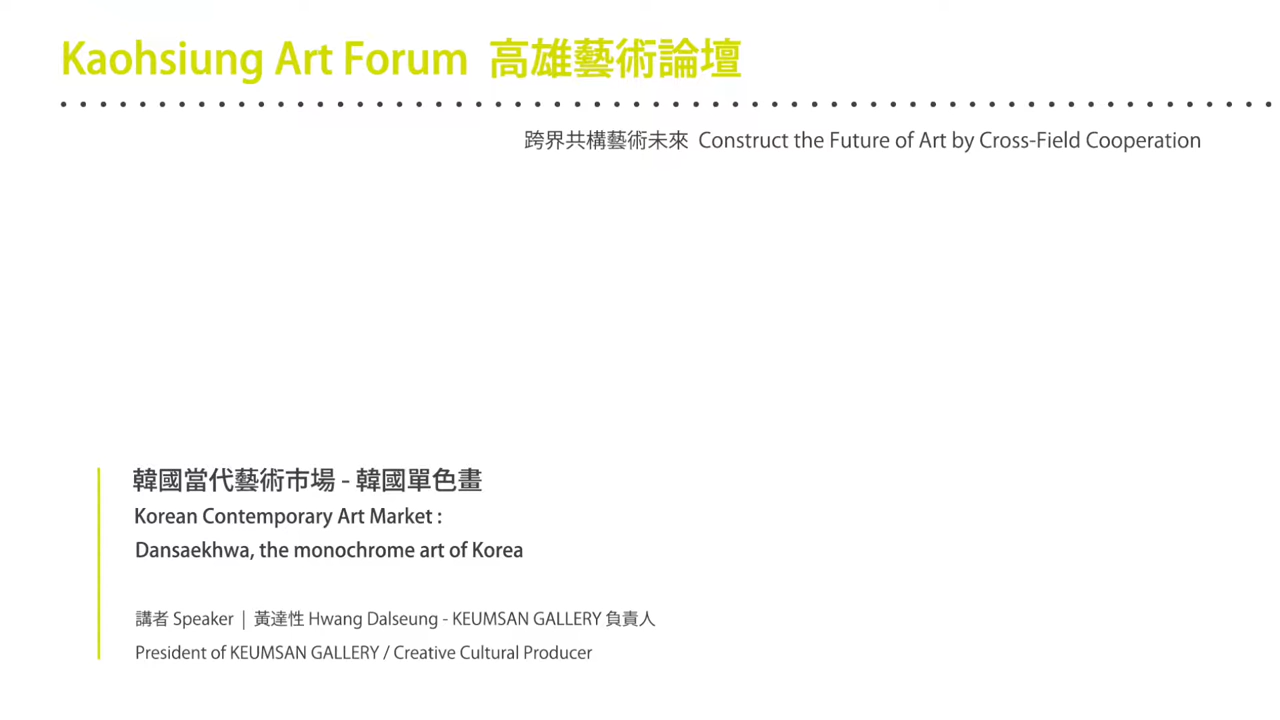 Kaohsiung Art Forum 高雄藝術論壇
跨界共構藝術未來 Construct the Future of Art by Cross-Field Cooperation
韓國當代藝術市場 - 韓國單色畫
Korean Contemporary Art Market :
Dansaekhwa, the monochrome art of Korea
講者 Speaker | 黃達性 Hwang Dalseung - KEUMSAN GALLERY 負責人
President of KEUMSAN GALLERY / Creative Cultural Producer